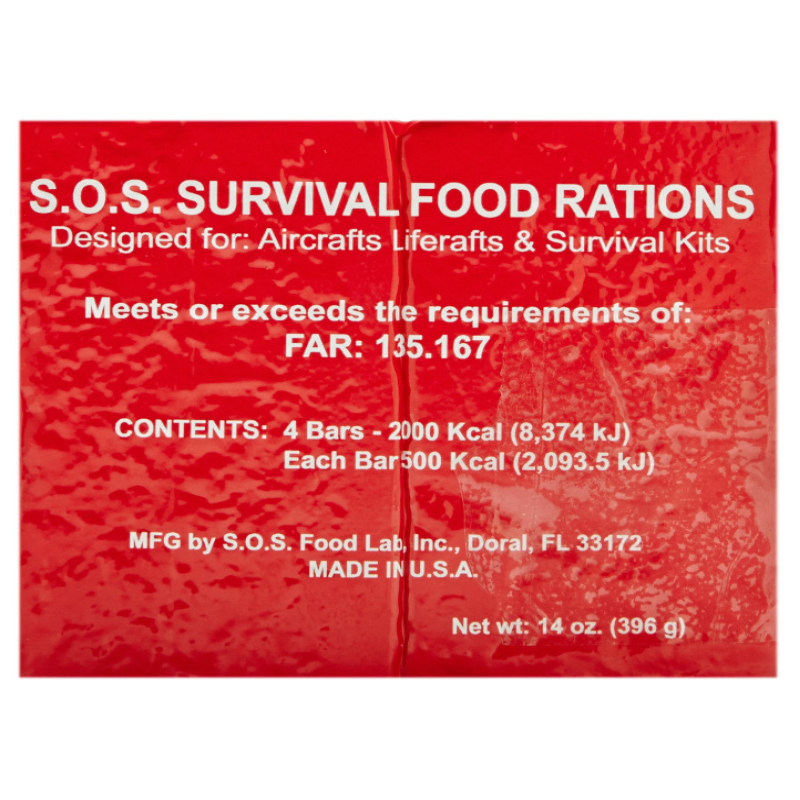 S.O.S. SURVIVAL FOOD RATIONS
Designed for: Aircrafts Liferafts & Survival Kits
Meets or exceeds the requirements of:
FAR: 135.167
CONTENTS: 4 Bars - 2000 Kcal (8,374 kJ)
Each Bar 500 Kcal (2,093.5 kJ)
MFG by S.O.S. Food Lab, Inc., Doral, FL 33172
MADE IN U.S.A.
Net wt: 14 oz. (396 g)